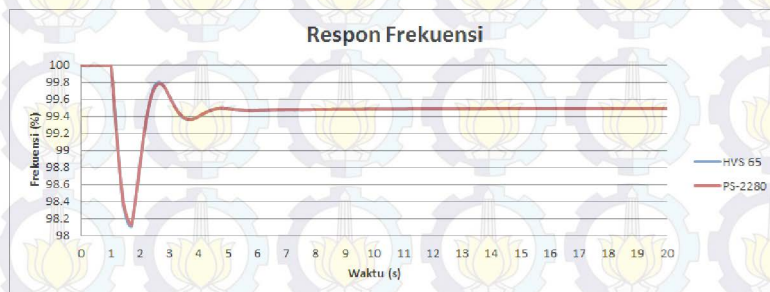 Respon Frekuensi
Frekuensi (%)
100
99.8
99.6
99.4
99.2
99
98.8
98.6
98.4
98.2
98
0 1 2 3 4 5 6 7 8 9 10 11 12 13 14 15 16 17 18 19 20
Waktu (s)
HVS 65
PS-2280